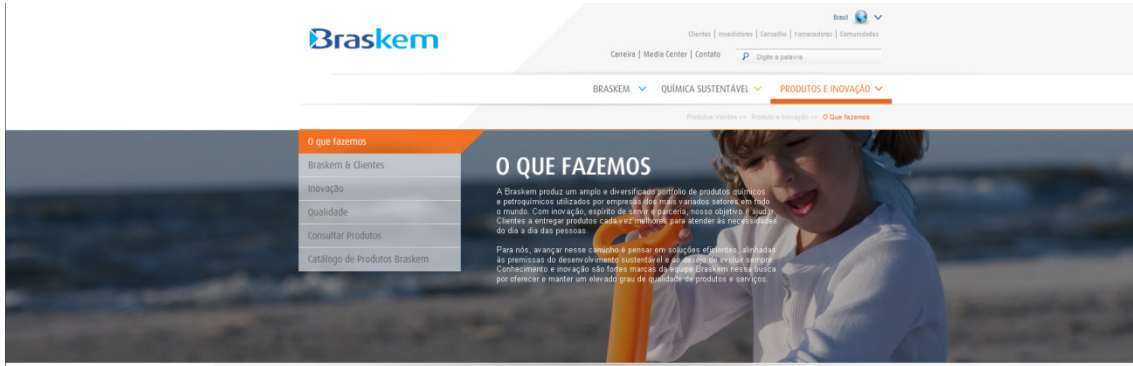 Brasil
Braskem
Clientes | Investidores | Conselho | Fornecedores | Comunidades
Carreira | Media Center | Contato
Digite a palavra
BRASKEM QUÍMICA SUSTENTÁVEL PRODUTOS E INOVAÇÃO
Produtos Verdes >> Produto e Inovação >> O Que fazemos
O que fazemos
Braskem & Clientes
Inovação
Qualidade
Consultar Produtos
Catálogo de Produtos Braskem
O QUE FAZEMOS
A Braskem produz um amplo e diversificado portfolio de produtos químicos
e petroquímicos utilizados por empresas dos mais variados setores em todo
o mundo. Com inovação, espírito de servir e parceria, nosso objetivo é ajudar
Clientes a entregar produtos cada vez melhores para atender às necessidades
do dia a dia das pessoas.
Para nós, avançar nesse caminho é pensar em soluções eficientes, alinhadas
às premissas do desenvolvimento sustentável e ao desejo de evoluir sempre.
Conhecimento e inovação são fortes marcas da equipe Braskem nessa busca
por oferecer e manter um elevado grau de qualidade de produtos e serviços.